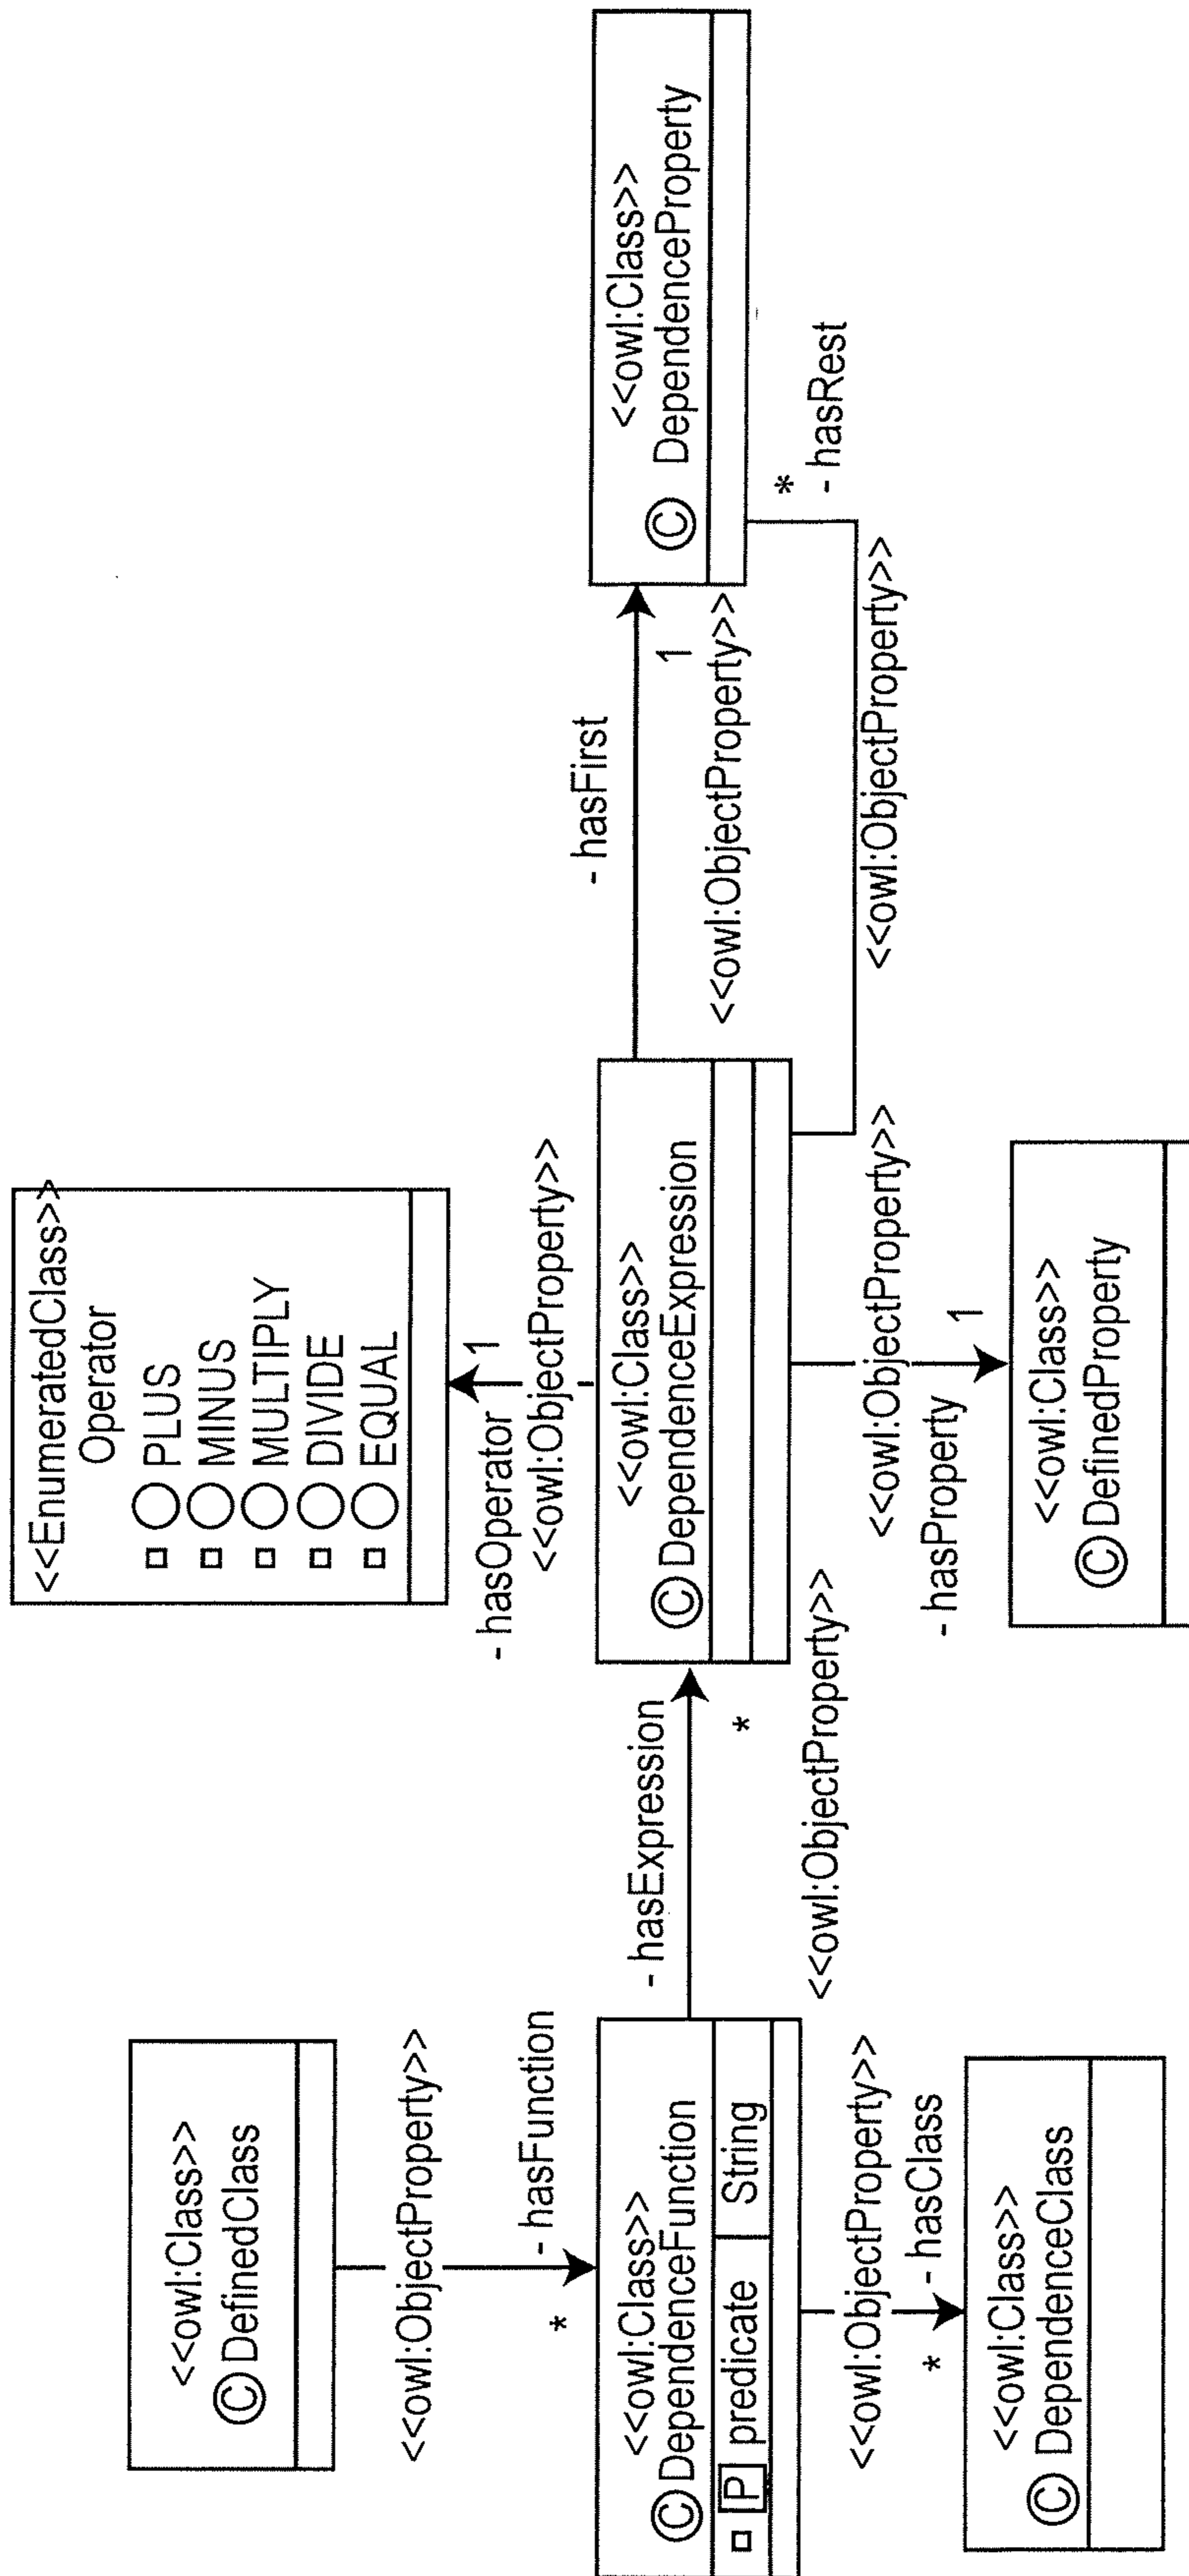 <<owl:Class>>
© DefinedClass
<<owl:ObjectProperty>>
- hasFunction
*
<<owl:Class>>
© DependenceFunction
P predicate String
<<owl:ObjectProperty>>
* - hasClass
<<owl:Class>>
© DependenceClass
- hasExpression
*
<<owl:ObjectProperty>>
<<EnumeratedClass>>
Operator
PLUS
MINUS
MULTIPLY
DIVIDE
EQUAL
- hasOperator 1
<<owl:ObjectProperty>>
<<owl:Class>>
© DependenceExpression
<<owl:ObjectProperty>>
- hasProperty 1
<<owl:Class>>
© DefinedProperty
- hasFirst
1
<<owl:ObjectProperty>>
<<owl:Class>>
© DependenceProperty
*
- hasRest
<<owl:ObjectProperty>>